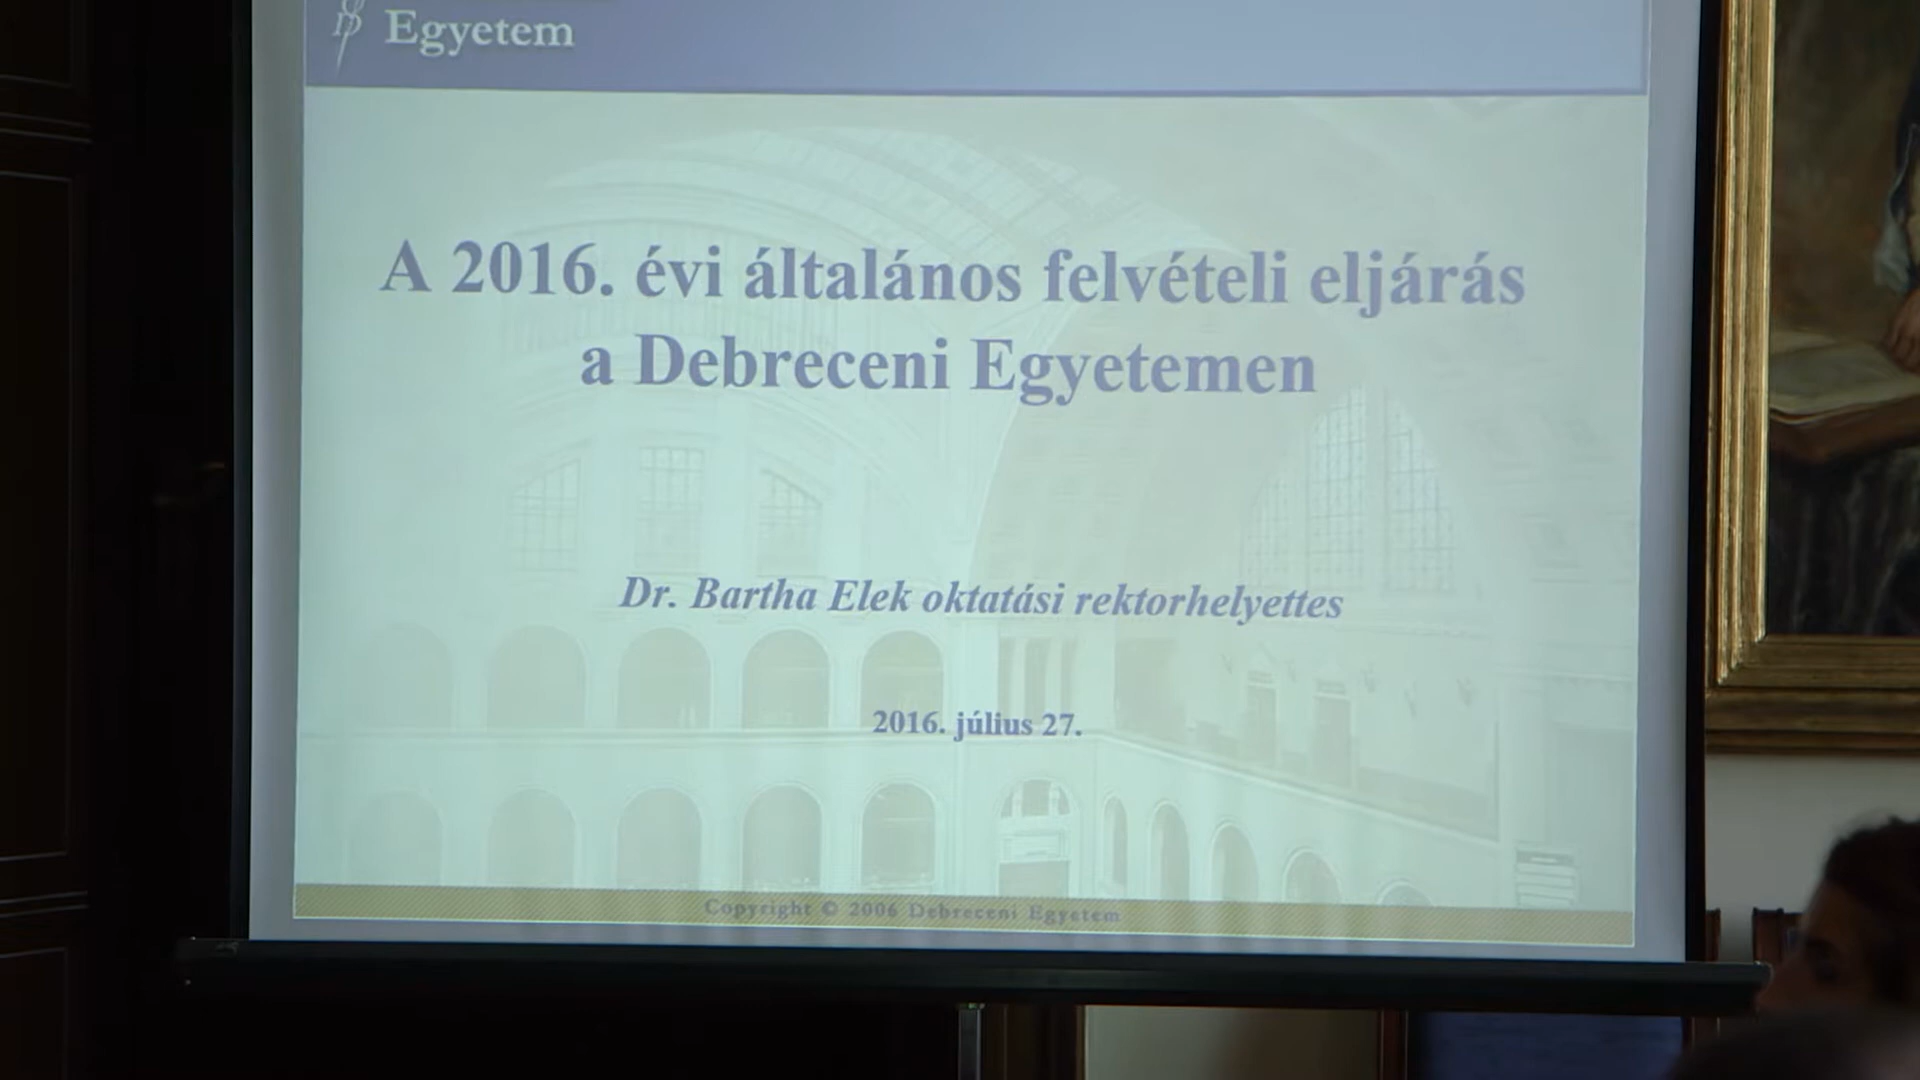 Egyetem
A 2016. évi általános felvételi eljárás
a Debreceni Egyetemen
Dr. Bartha Elek oktatási rektorhelyettes
2016. július 27.
Copyright © 2006 Debreceni Egyetem